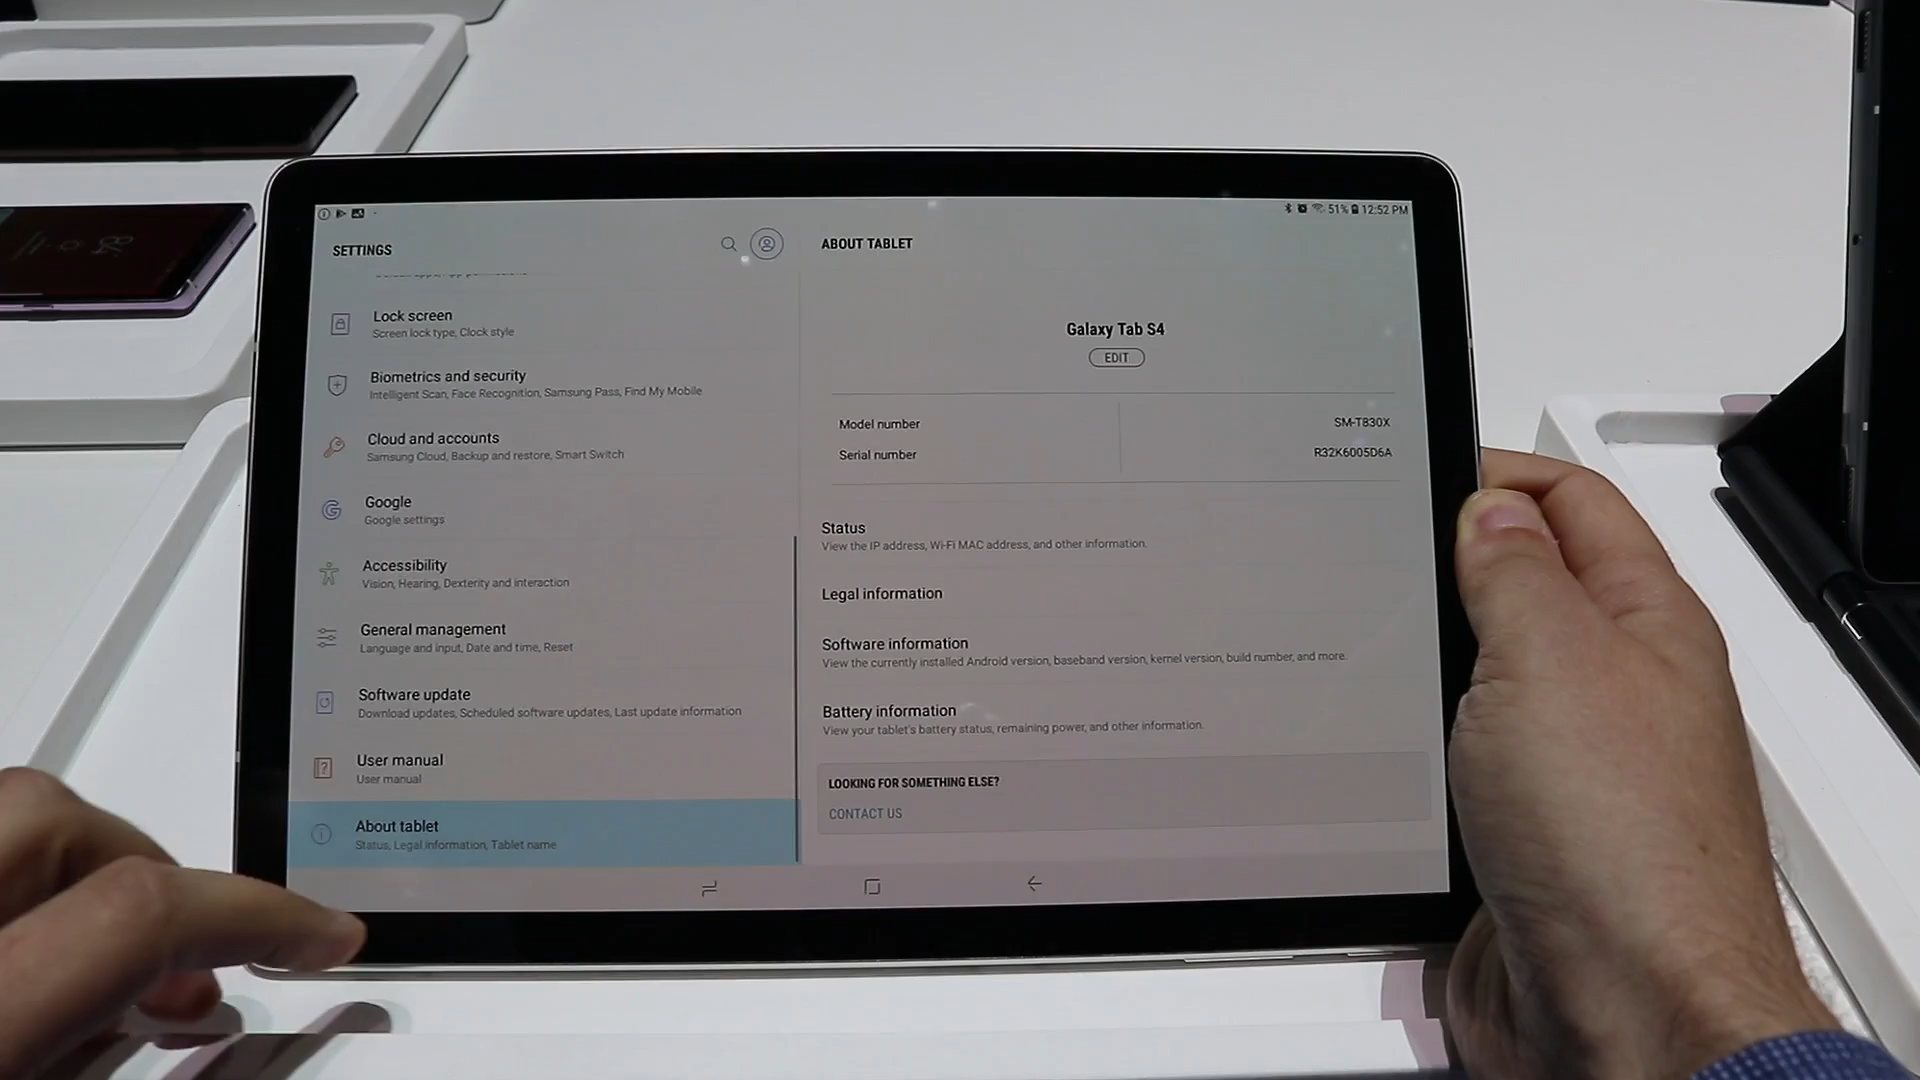 51% 12:52 PM
SETTINGS
Lock screen
Screen lock type, Clock style
Biometrics and security
Intelligent Scan, Face Recognition, Samsung Pass, Find My Mobile
Cloud and accounts
Samsung Cloud, Backup and restore, Smart Switch
Google
Google settings
Accessibility
Vision, Hearing, Dexterity and interaction
General management
Language and input, Date and time, Reset
Software update
Download updates, Scheduled software updates, Last update information
User manual
User manual
About tablet
Status, Legal information, Tablet name
ABOUT TABLET
Galaxy Tab S4
EDIT
Model number SM-T830X
Serial number R32K6005D6A
Status
View the IP address, Wi-Fi MAC address, and other information.
Legal information
Software information
View the currently installed Android version, baseband version, kernel version, build number, and more.
Battery information
View your tablet's battery status, remaining power, and other information.
LOOKING FOR SOMETHING ELSE?
CONTACT US